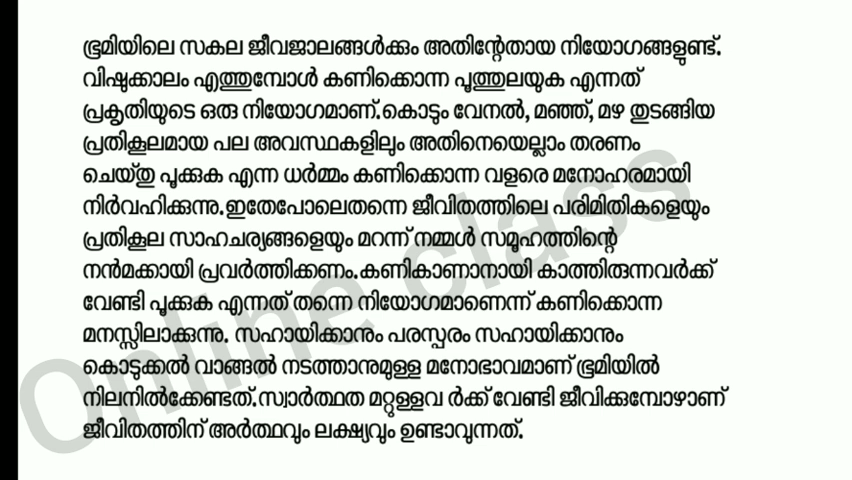 ഭൂമിയിലെ സകല ജീവജാലങ്ങൾക്കും അതിന്റേതായ നിയോഗങ്ങളുണ്ട്.
വിഷുക്കാലം എത്തുമ്പോൾ കണിക്കൊന്ന പൂത്തുലയുക എന്നത്
പ്രകൃതിയുടെ ഒരു നിയോഗമാണ്.കൊടും വേനൽ, മഞ്ഞ്, മഴ തുടങ്ങിയ
പ്രതികൂലമായ പല അവസ്ഥകളിലും അതിനെയെല്ലാം തരണം
ചെയ്തു പൂക്കുക എന്ന ധർമ്മം കണിക്കൊന്ന വളരെ മനോഹരമായി
നിർവഹിക്കുന്നു.ഇതേപോലെതന്നെ ജീവിതത്തിലെ പരിമിതികളെയും
പ്രതികൂല സാഹചര്യങ്ങളെയും മറന്ന് നമ്മൾ സമൂഹത്തിന്റെ
നൻമക്കായി പ്രവർത്തിക്കണം.കണികാണാനായി കാത്തിരുന്നവർക്ക്
വേണ്ടി പൂക്കുക എന്നത് തന്നെ നിയോഗമാണെന്ന് കണിക്കൊന്ന
മനസ്സിലാക്കുന്നു. സഹായിക്കാനും പരസ്പരം സഹായിക്കാനും
കൊടുക്കൽ വാങ്ങൽ നടത്താനുമുള്ള മനോഭാവമാണ് ഭൂമിയിൽ
നിലനിൽക്കേണ്ടത്.സ്വാർത്ഥത മറ്റുള്ളവ ർക്ക് വേണ്ടി ജീവിക്കുമ്പോഴാണ്
ജീവിതത്തിന് അർത്ഥവും ലക്ഷ്യവും ഉണ്ടാവുന്നത്.
Online class